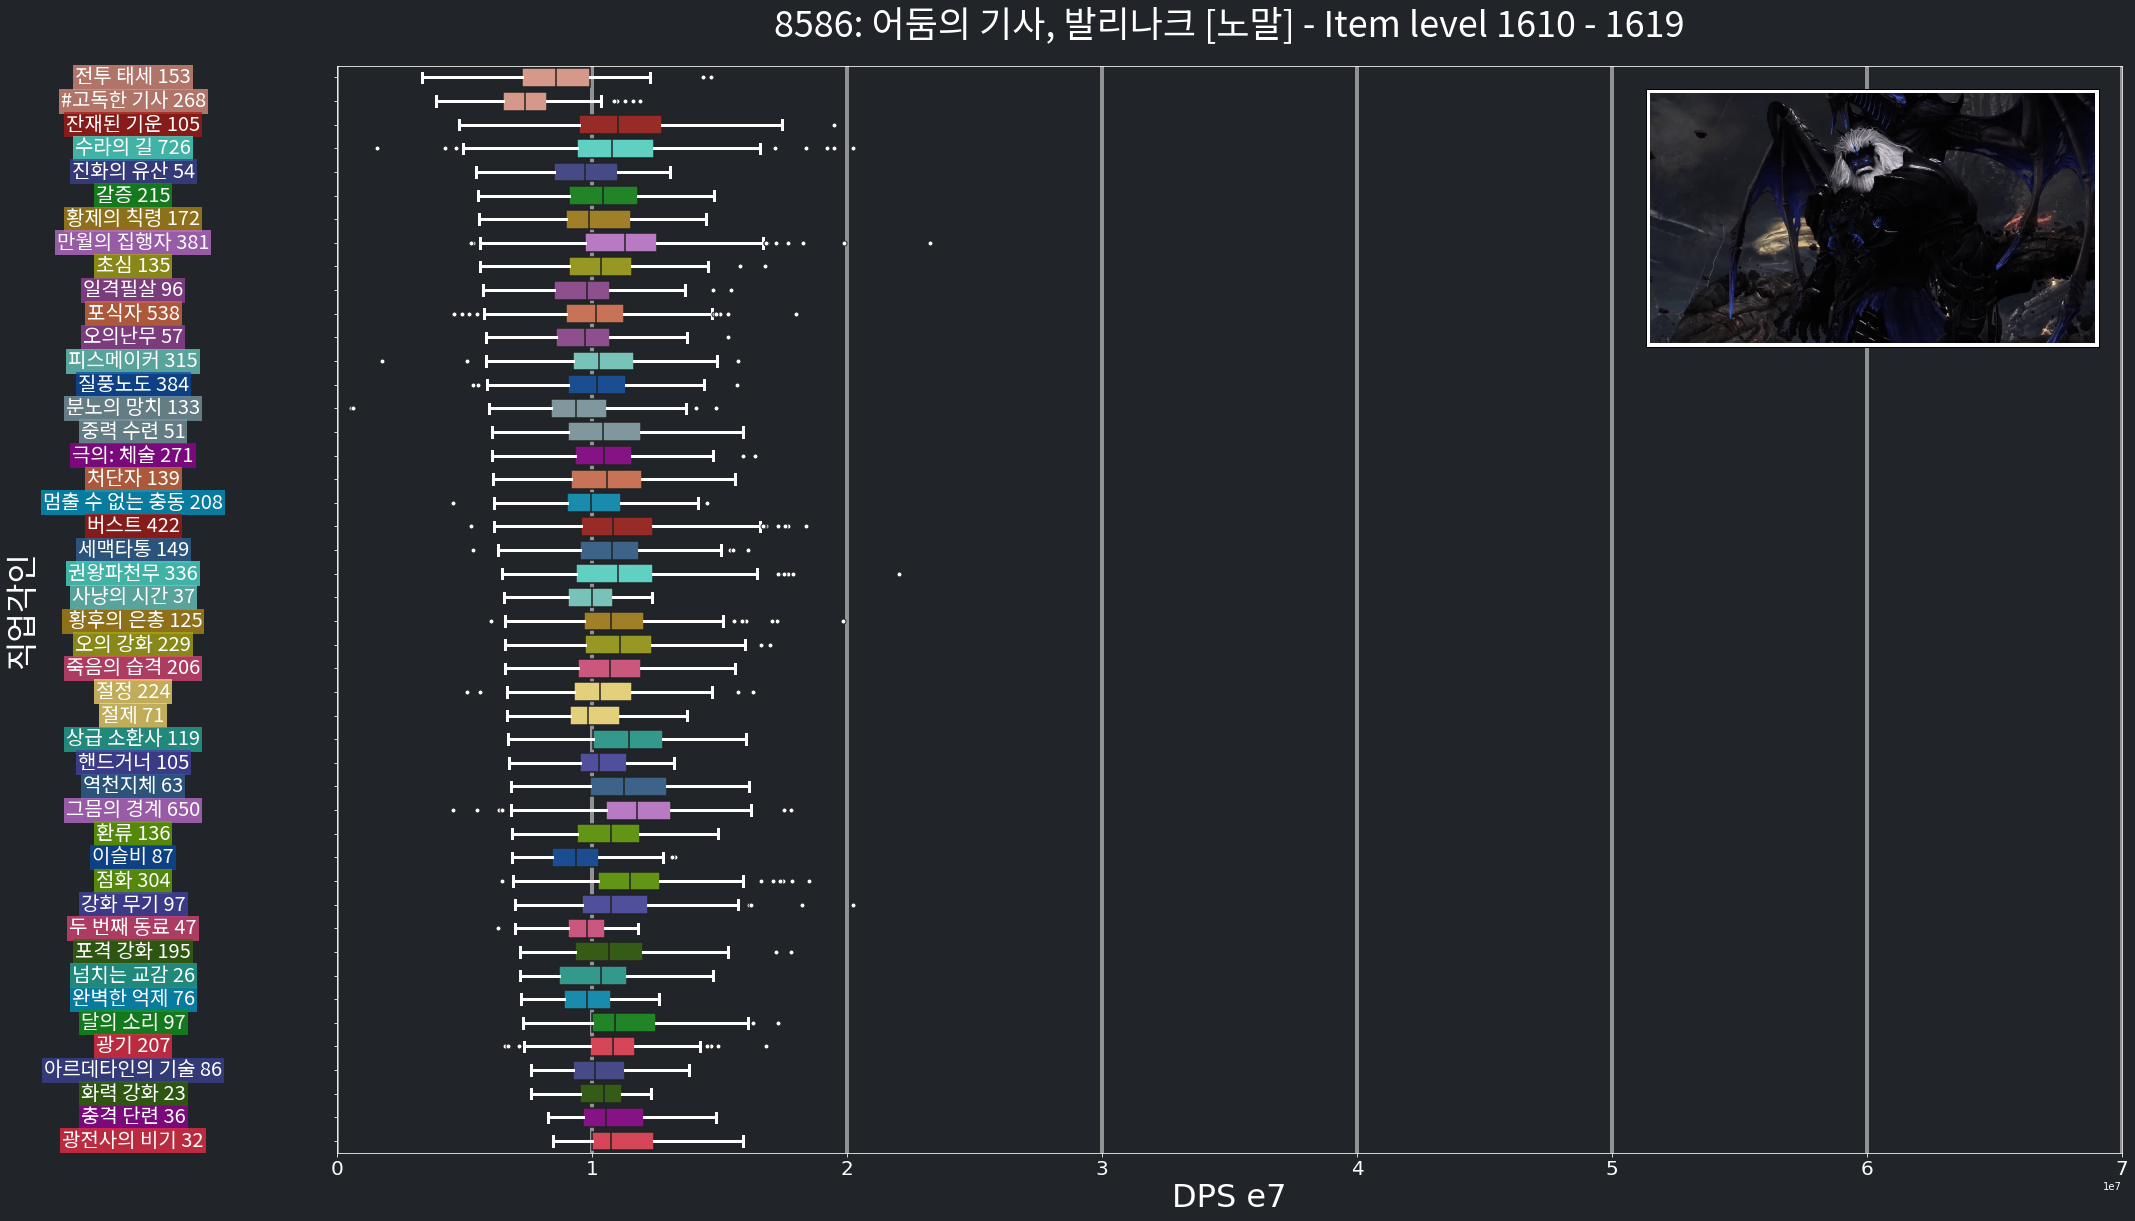 8586: 어둠의 기사, 발리나크 [노말] - Item level 1610 - 1619
직업각인
전투 태세 153
#고독한 기사 268
잔재된 기운 105
수라의 길 726
진화의 유산 54
갈증 215
황제의 칙령 172
만월의 집행자 381
초심 135
일격필살 96
포식자 538
오의난무 57
피스메이커 315
질풍노도 384
분노의 망치 133
중력 수련 51
극의: 체술 271
처단자 139
멈출 수 없는 충동 208
버스트 422
세맥타통 149
권왕파천무 336
사냥의 시간 37
황후의 은총 125
오의 강화 229
죽음의 습격 206
절정 224
절제 71
상급 소환사 119
핸드거너 105
역천지체 63
그믐의 경계 650
환류 136
이슬비 87
점화 304
강화 무기 97
두 번째 동료 47
포격 강화 195
넘치는 교감 26
완벽한 억제 76
달의 소리 97
광기 207
아르데타인의 기술 86
화력 강화 23
충격 단련 36
광전사의 비기 32
0 1 2 3 4 5 6 7
1e7
DPS e7